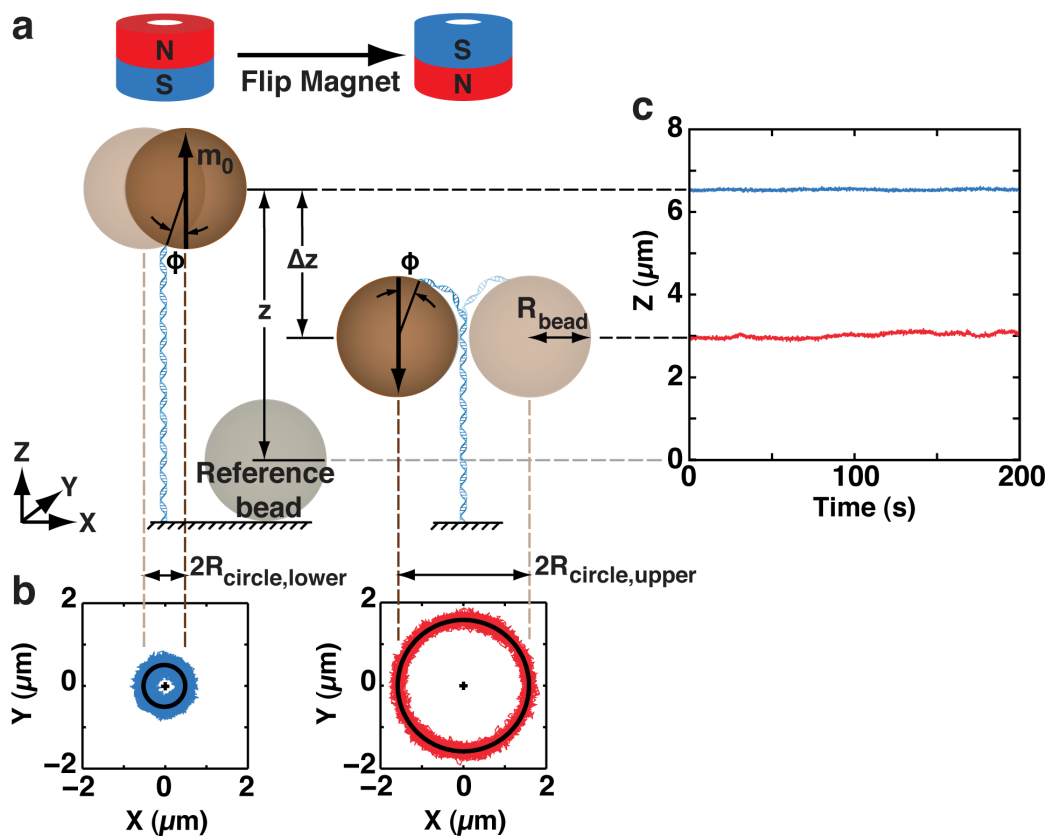 a
N
S
Flip Magnet
S
N
m0
Φ
z
Δz
Φ
Rbead
Reference
bead
Z
Y
X
c
8
6
4
2
0
Z (μm)
0
100
200
Time (s)
2Rcircle,lower
2Rcircle,upper
b
2
0
−2
Y (μm)
−2
0
2
X (μm)
2
0
−2
Y (μm)
−2
0
2
X (μm)